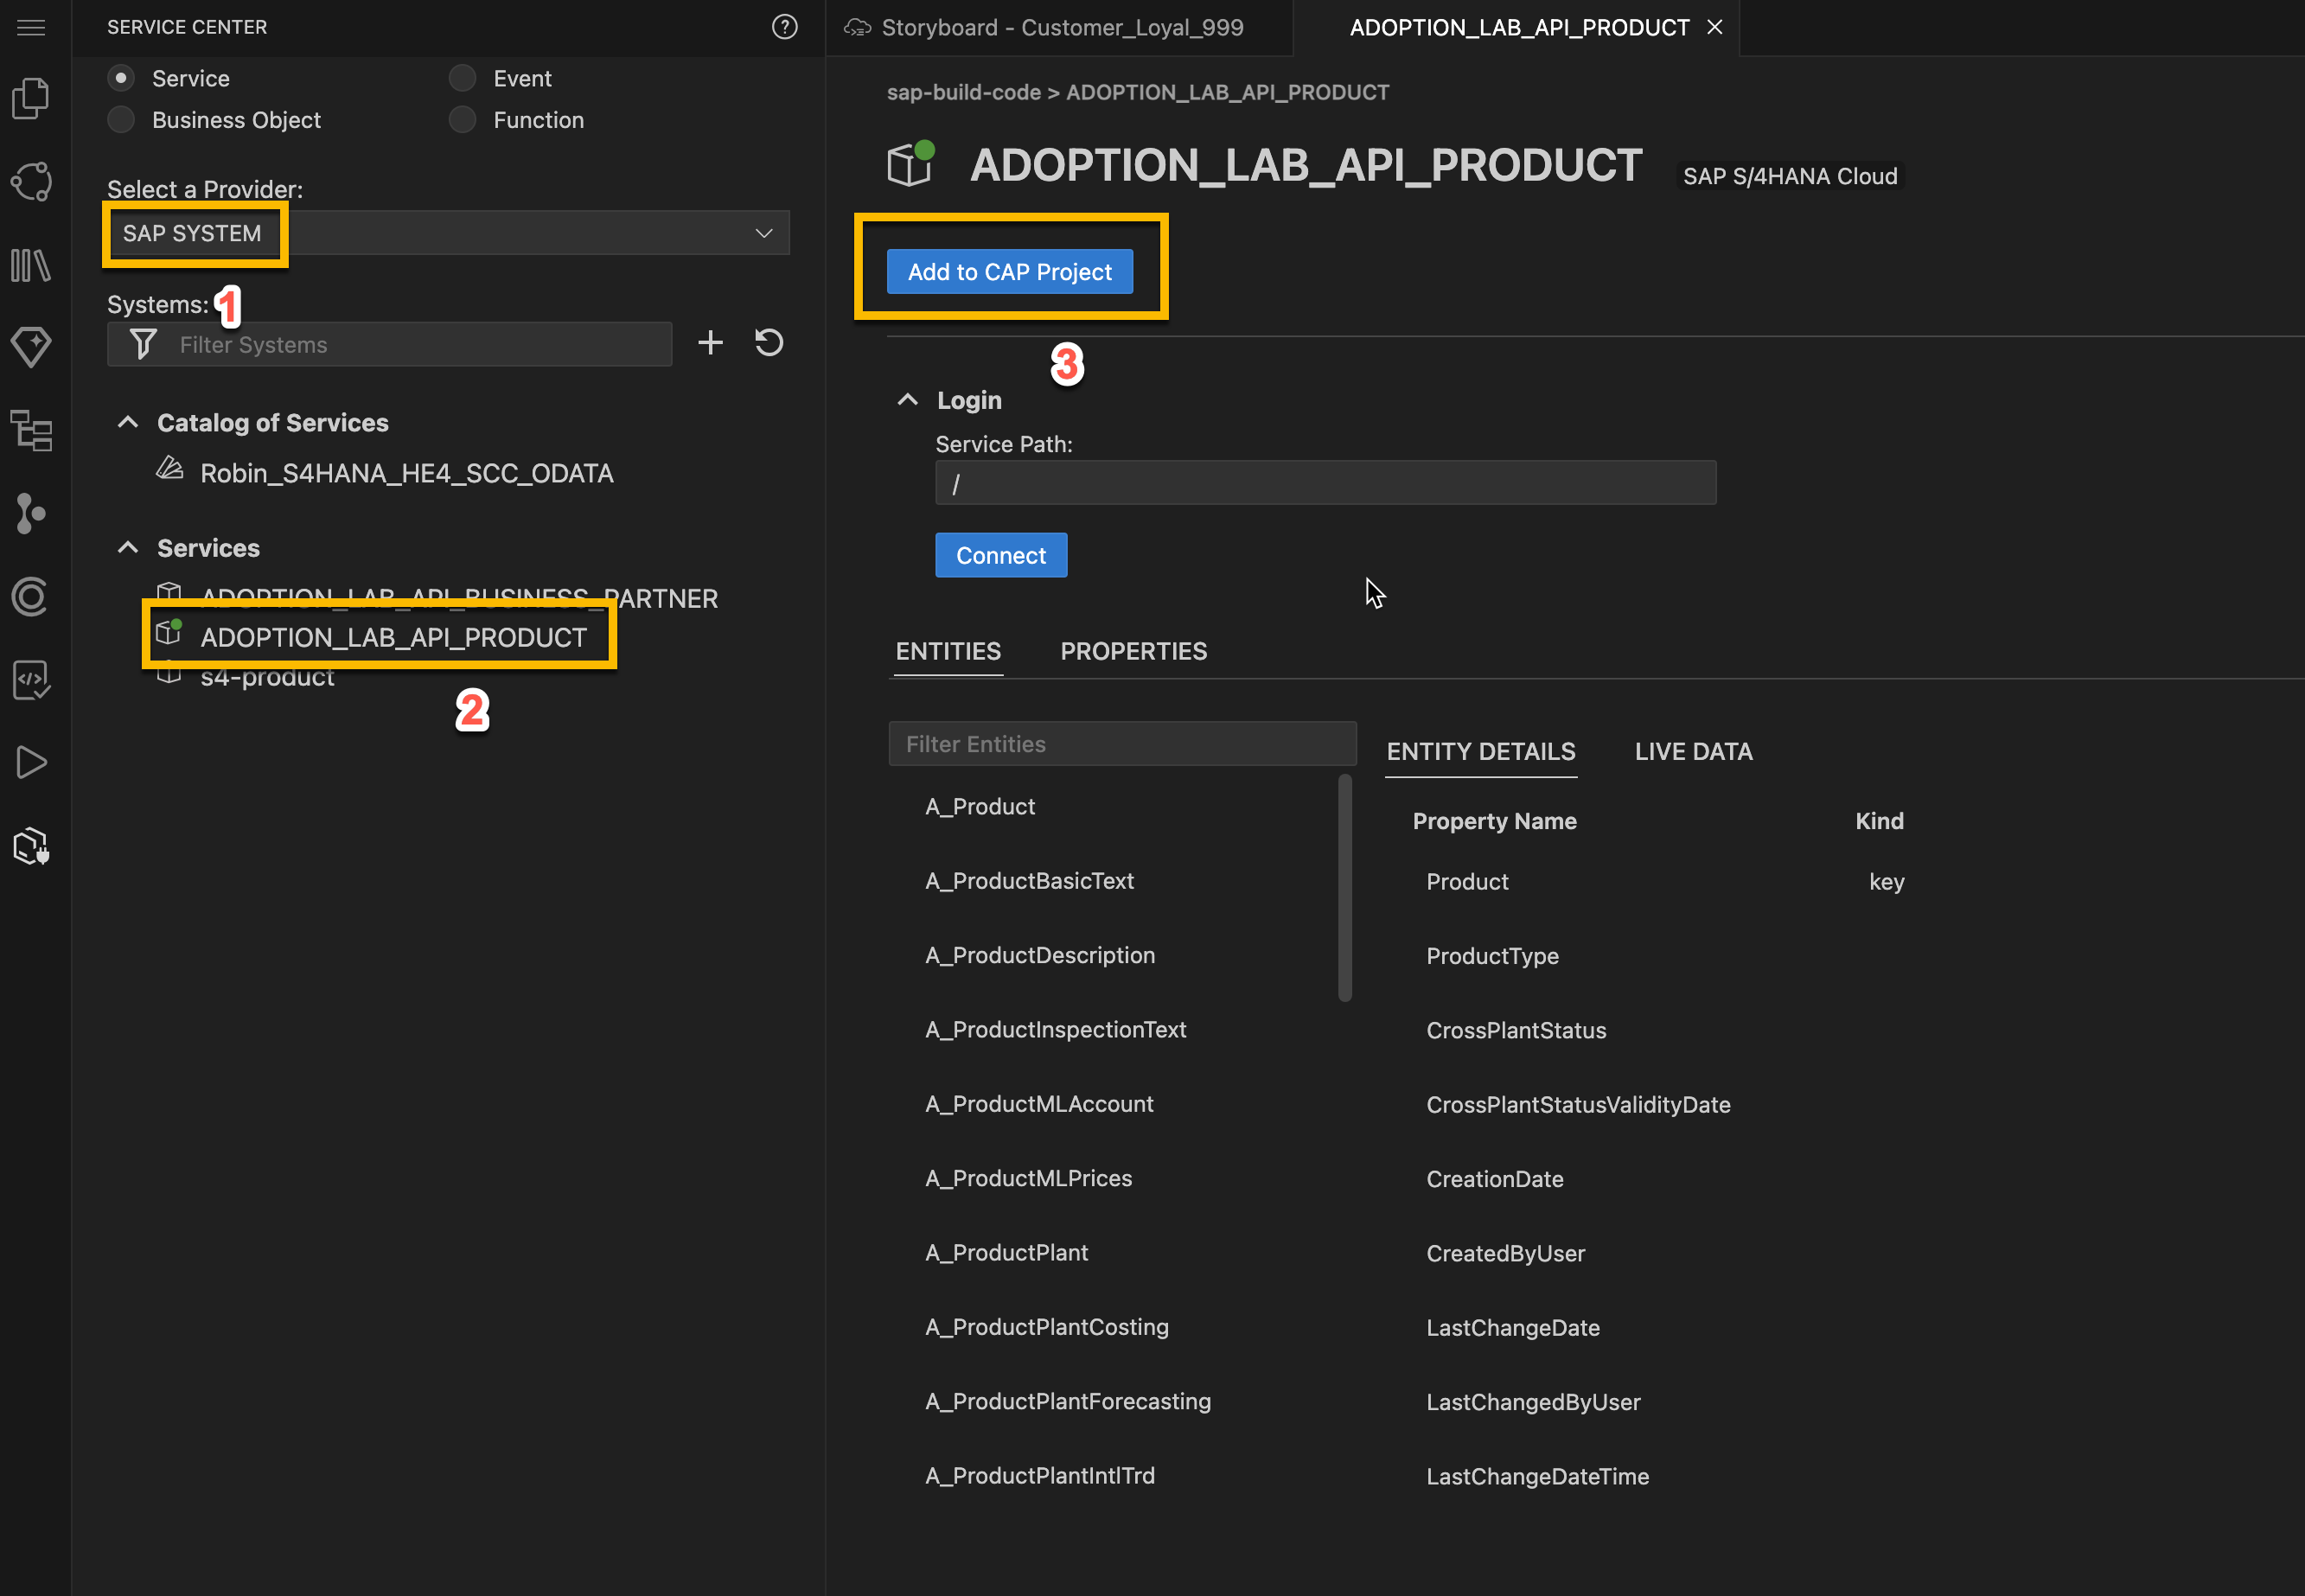 SERVICE CENTER
Service
Event
Business Object
Function
Select a Provider:
SAP SYSTEM
Systems:
1
Filter Systems
Catalog of Services
Robin_S4HANA_HE4_SCC_ODATA
Services
ADOPTION_LAB_API_BUSINESS_PARTNER
ADOPTION_LAB_API_PRODUCT
s4-product
2
Storyboard - Customer_Loyal_999
ADOPTION_LAB_API_PRODUCT
sap-build-code > ADOPTION_LAB_API_PRODUCT
ADOPTION_LAB_API_PRODUCT
SAP S/4HANA Cloud
Add to CAP Project
3
Login
Service Path:
/
Connect
ENTITIES
PROPERTIES
Filter Entities
A_Product
A_ProductBasicText
A_ProductDescription
A_ProductInspectionText
A_ProductMLAccount
A_ProductMLPrices
A_ProductPlant
A_ProductPlantCosting
A_ProductPlantForecasting
A_ProductPlantIntlTrd
ENTITY DETAILS
LIVE DATA
Property Name
Kind
Product
key
ProductType
CrossPlantStatus
CrossPlantStatusValidityDate
CreationDate
CreatedByUser
LastChangeDate
LastChangedByUser
LastChangeDateTime